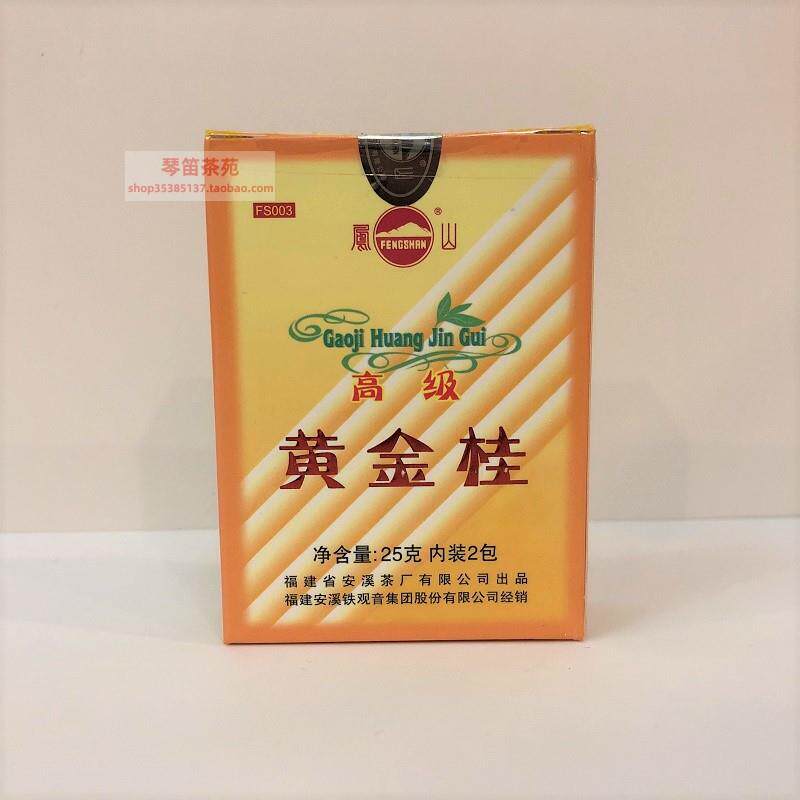 琴笛茶苑
shop35385137.taobao.com
FS003
鳳 FENGSHAN ® 山
Gaoji Huang Jin Gui
高级
黄金桂
净含量:25克 内装2包
福建省安溪茶厂有限公司出品
福建安溪铁观音集团股份有限公司经销